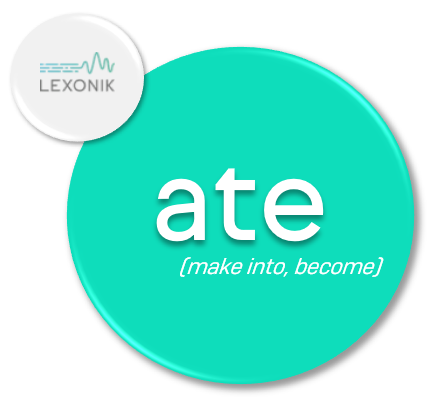 LEXONIK
ate
(make into, become)